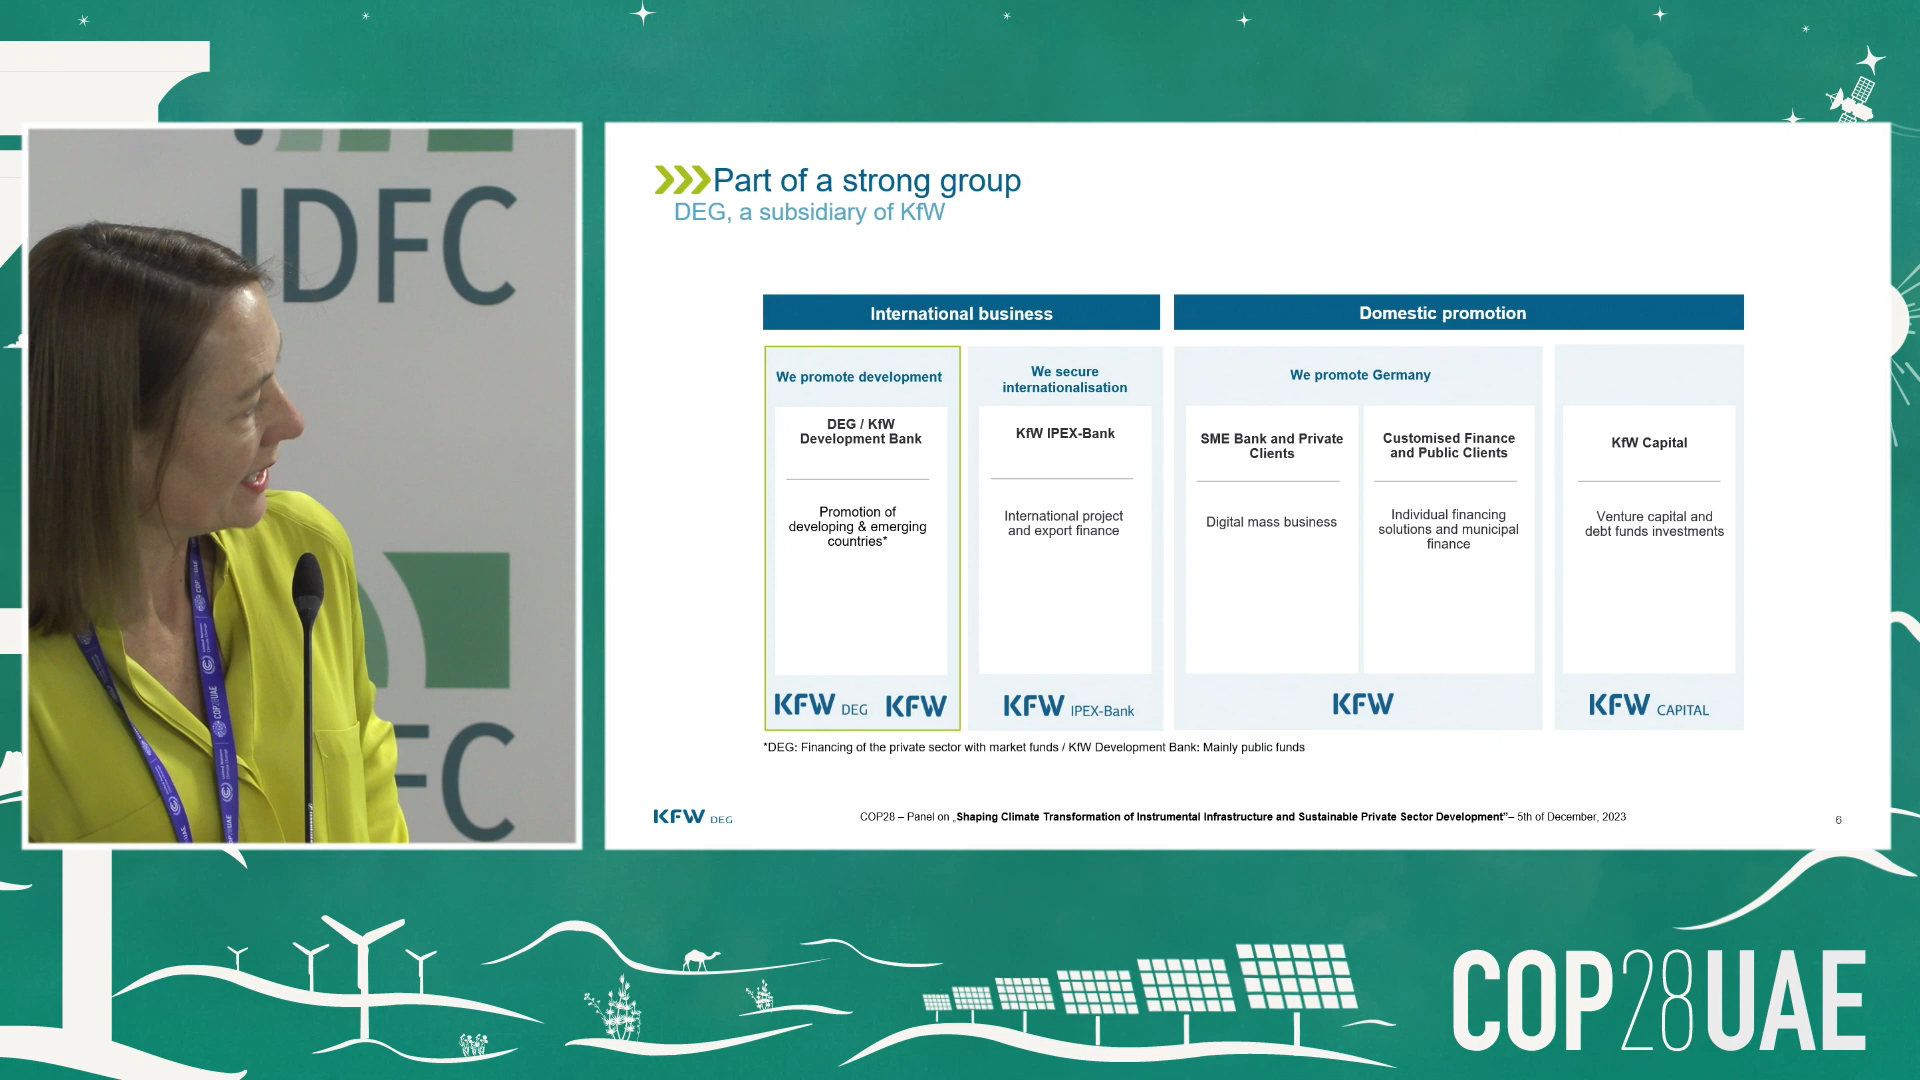 IDFC
FC
COP28UAE
Part of a strong group
DEG, a subsidiary of KfW
International business
Domestic promotion
We promote development
We secure
internationalisation
We promote Germany
DEG / KfW
Development Bank
KfW IPEX-Bank
SME Bank and Private
Clients
Customised Finance
and Public Clients
KfW Capital
Promotion of
developing & emerging
countries*
International project
and export finance
Digital mass business
Individual financing
solutions and municipal
finance
Venture capital and
debt funds investments
KFW DEG KFW
KFW IPEX-Bank
KFW
KFW CAPITAL
*DEG: Financing of the private sector with market funds / KfW Development Bank: Mainly public funds
KFW DEG
COP28 – Panel on „Shaping Climate Transformation of Instrumental Infrastructure and Sustainable Private Sector Development”– 5th of December, 2023
6
COP28UAE